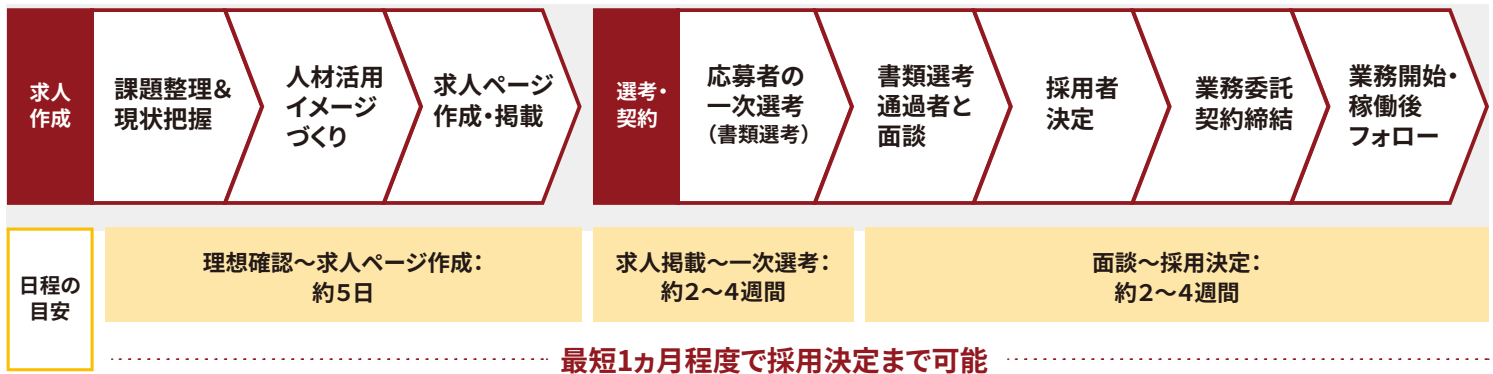 求人
作成
課題整理&
現状把握
人材活用
イメージ
づくり
求人ページ
作成・掲載
選考・
契約
応募者の
一次選考
（書類選考）
書類選考
通過者と
面談
採用者
決定
業務委託
契約締結
業務開始・
稼働後
フォロー
日程の
目安
理想確認～求人ページ作成：
約5日
求人掲載～一次選考：
約2～4週間
面談～採用決定：
約2～4週間
最短1ヵ月程度で採用決定まで可能